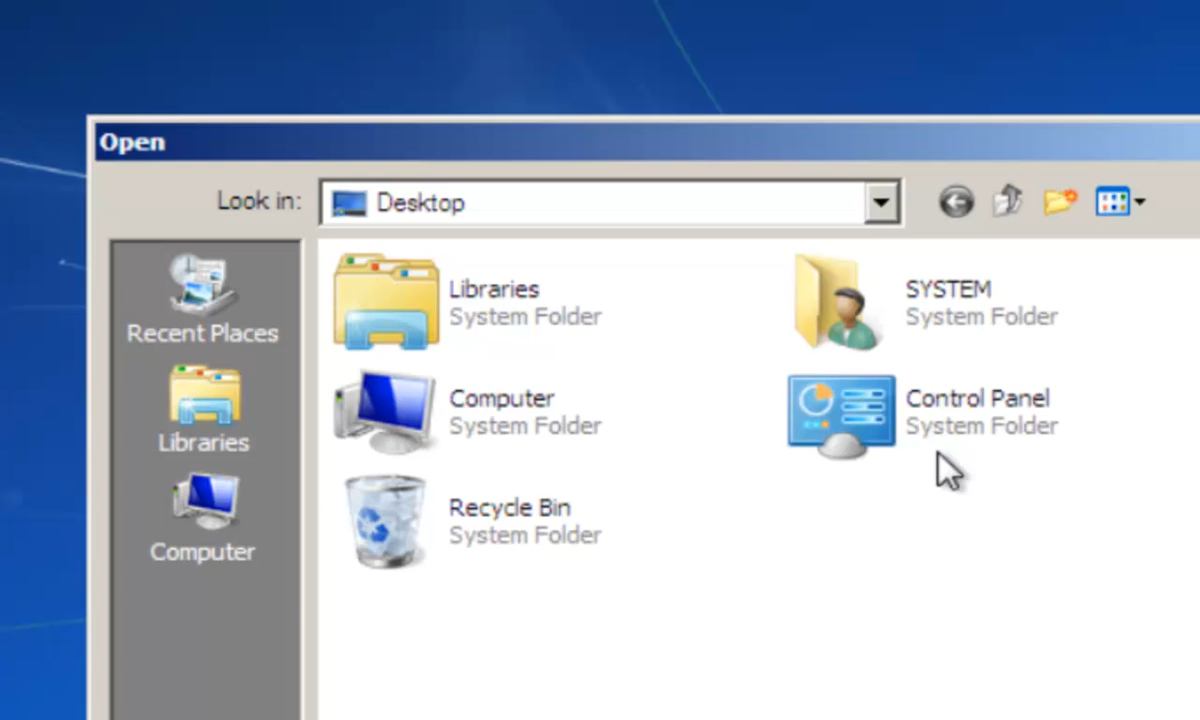 Open
Look in:
Desktop
Recent Places
Libraries
Computer
Libraries
System Folder
SYSTEM
System Folder
Computer
System Folder
Control Panel
System Folder
Recycle Bin
System Folder